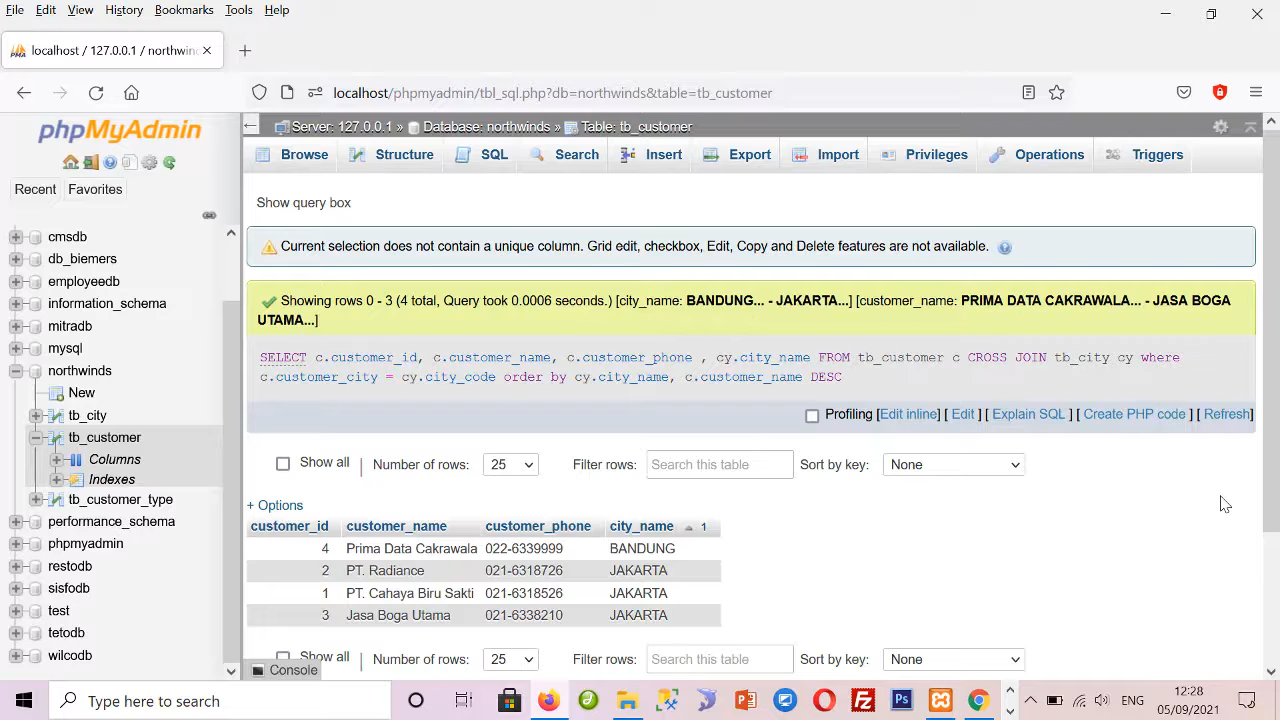 File Edit View History Bookmarks Tools Help
localhost / 127.0.0.1 / northwin
localhost/phpmyadmin/tbl_sql.php?db=northwinds&table=tb_customer
phpMyAdmin
Recent Favorites
cmsdb
db_biemers
employeedb
information_schema
mitradb
mysql
northwinds
New
tb_city
tb_customer
Columns
Indexes
tb_customer_type
performance_schema
phpmyadmin
restodb
sisfodb
test
tetodb
wilcodb
Server: 127.0.0.1 » Database: northwinds » Table: tb_customer
Browse Structure SQL Search Insert Export Import Privileges Operations Triggers
Show query box
Current selection does not contain a unique column. Grid edit, checkbox, Edit, Copy and Delete features are not available.
Showing rows 0 - 3 (4 total, Query took 0.0006 seconds.) [city_name: BANDUNG... - JAKARTA...] [customer_name: PRIMA DATA CAKRAWALA... - JASA BOGA
UTAMA...]
SELECT c.customer_id, c.customer_name, c.customer_phone , cy.city_name FROM tb_customer c CROSS JOIN tb_city cy where
c.customer_city = cy.city_code order by cy.city_name, c.customer_name DESC
Profiling [Edit inline] [ Edit ] [ Explain SQL ] [ Create PHP code ] [ Refresh]
Show all | Number of rows: 25 Filter rows: Search this table Sort by key: None
+ Options
customer_id customer_name customer_phone city_name 1
4 Prima Data Cakrawala 022-6339999 BANDUNG
2 PT. Radiance 021-6318726 JAKARTA
1 PT. Cahaya Biru Sakti 021-6318526 JAKARTA
3 Jasa Boga Utama 021-6338210 JAKARTA
Show all | Number of rows: 25 Filter rows: Search this table Sort by key: None
Console
Type here to search
ENG
12:28
05/09/2021